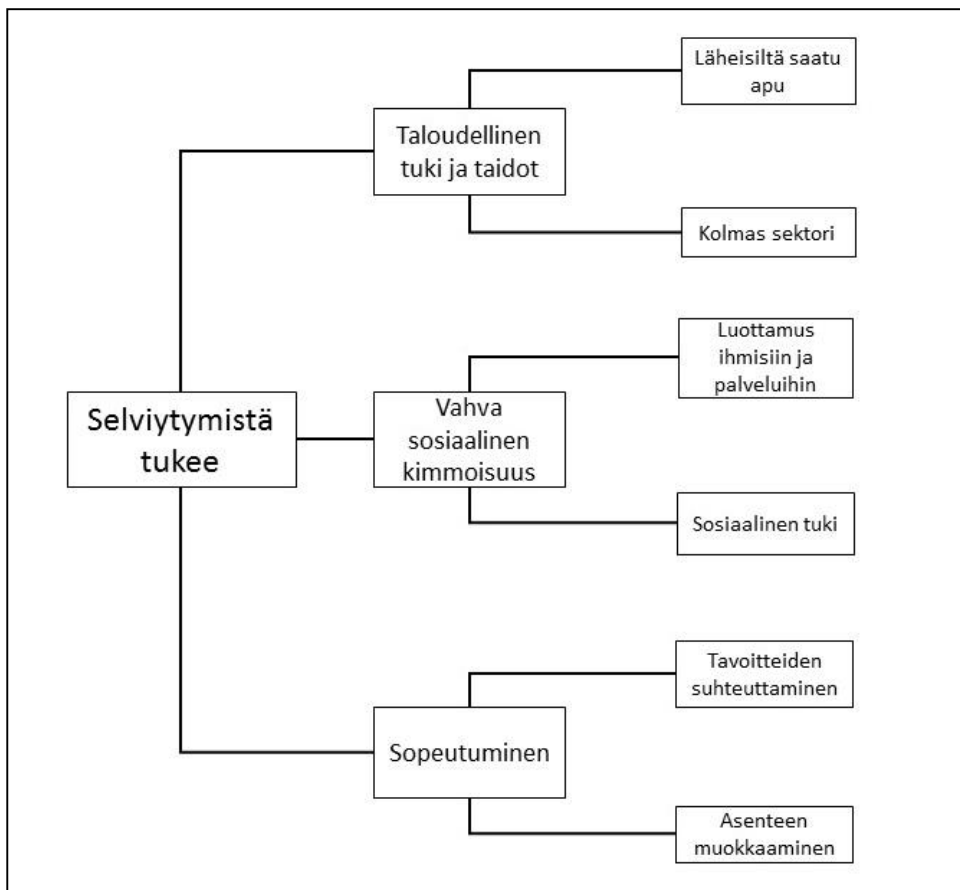 Läheisiltä saatu
apu
Taloudellinen
tuki ja taidot
Kolmas sektori
Luottamus
ihmisiin ja
palveluihin
Selviytymistä
tukee
Vahva
sosiaalinen
kimmoisuus
Sosiaalinen tuki
Tavoitteiden
suhteuttaminen
Sopeutuminen
Asenteen
muokkaaminen